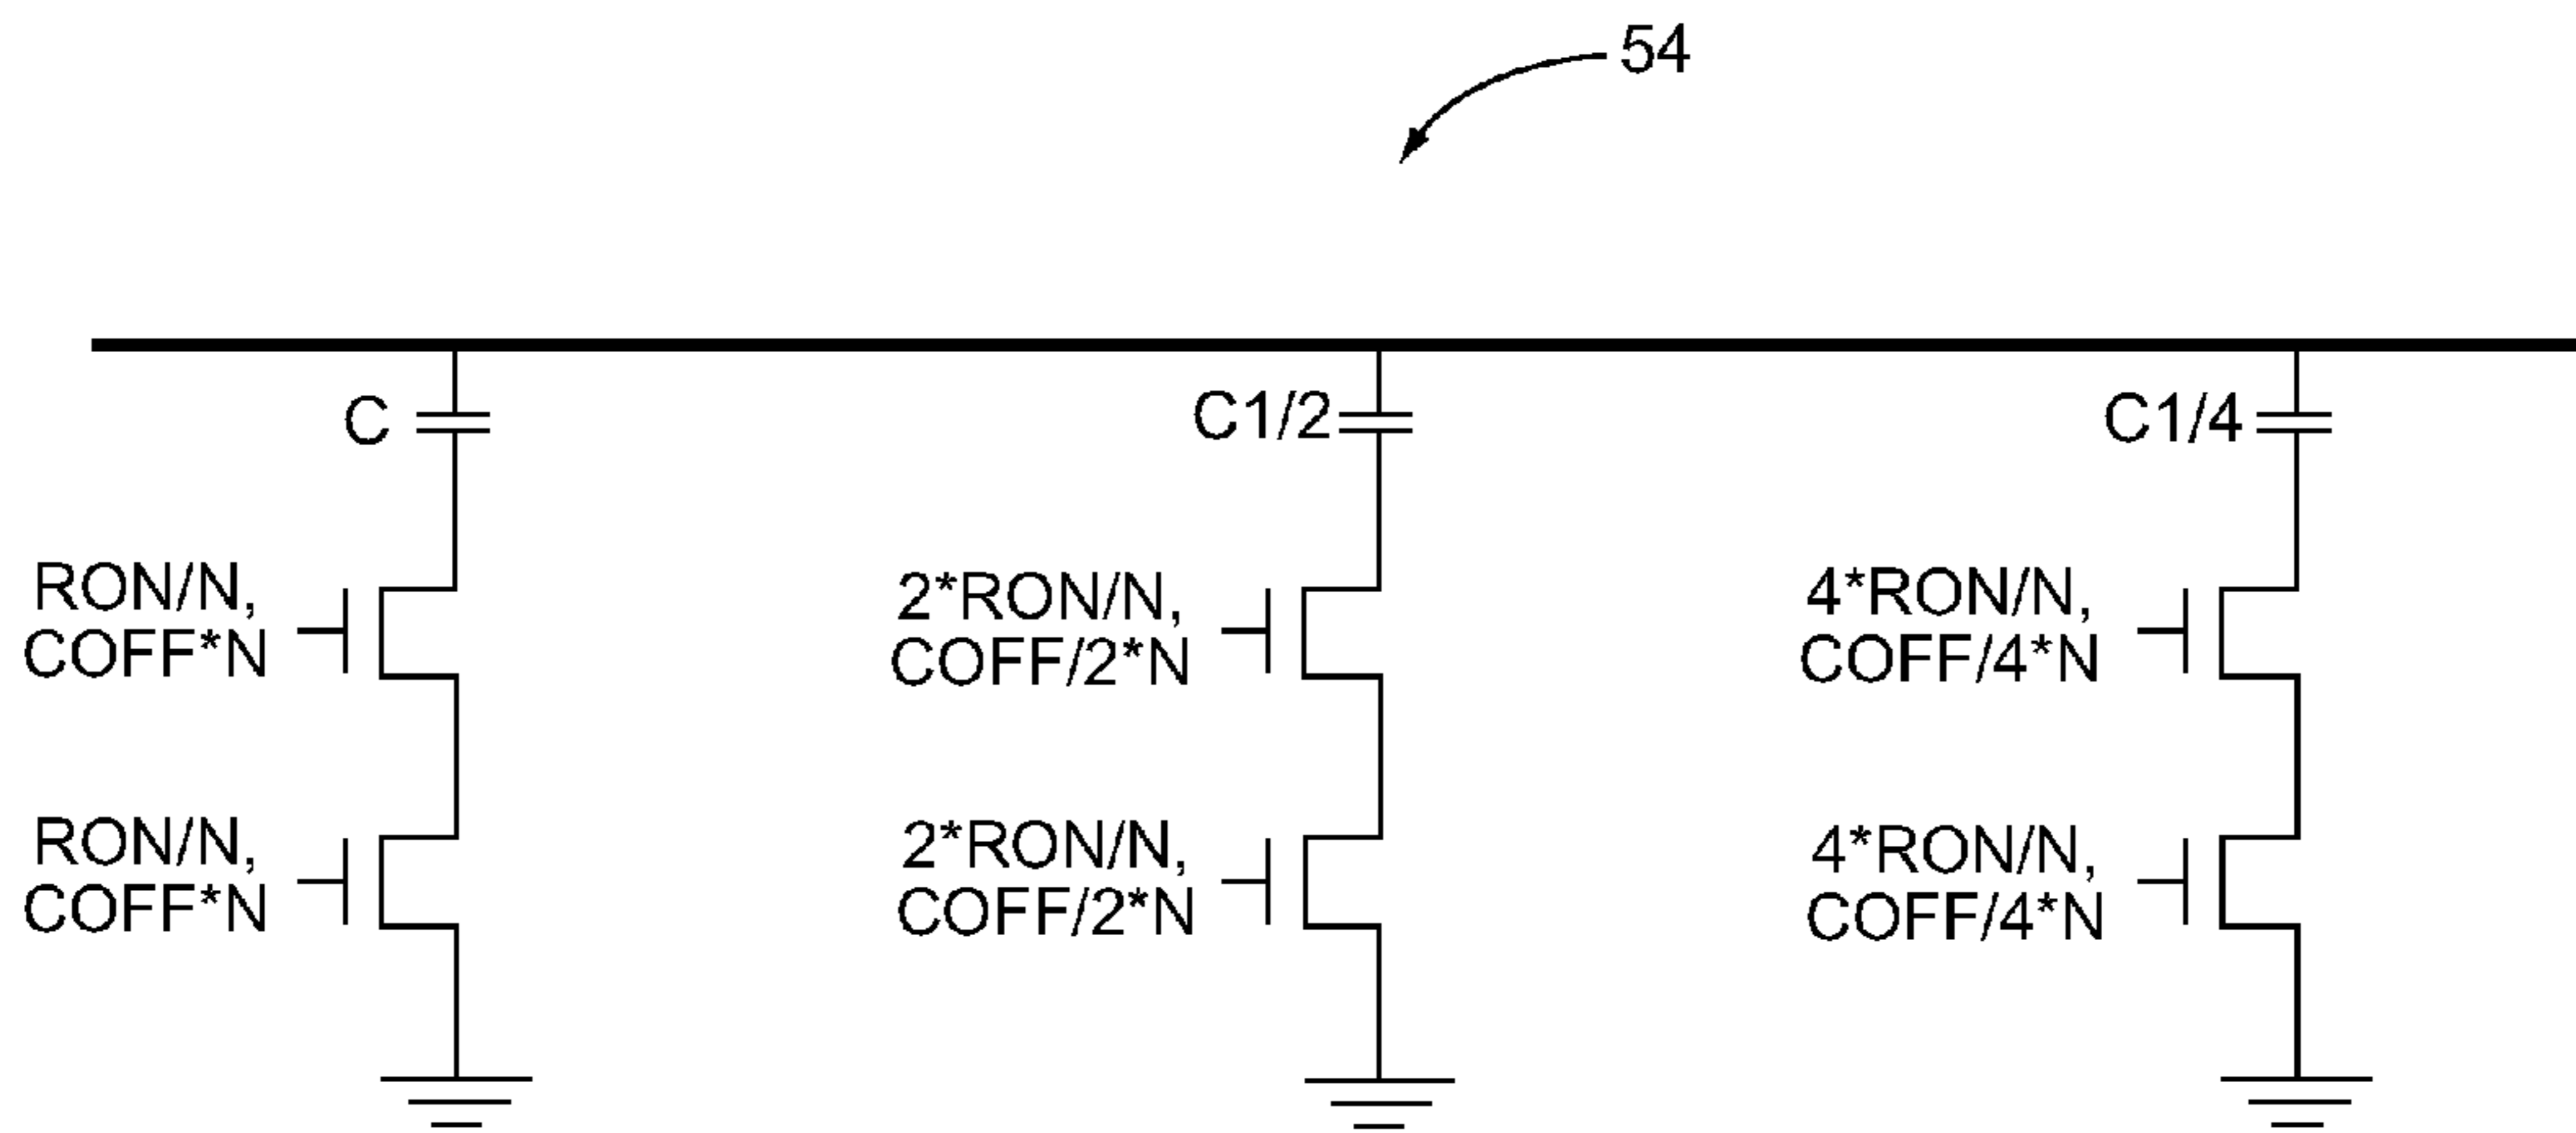 54
C
C1/2
C1/4
RON/N,
COFF*N
2*RON/N,
COFF/2*N
4*RON/N,
COFF/4*N
RON/N,
COFF*N
2*RON/N,
COFF/2*N
4*RON/N,
COFF/4*N